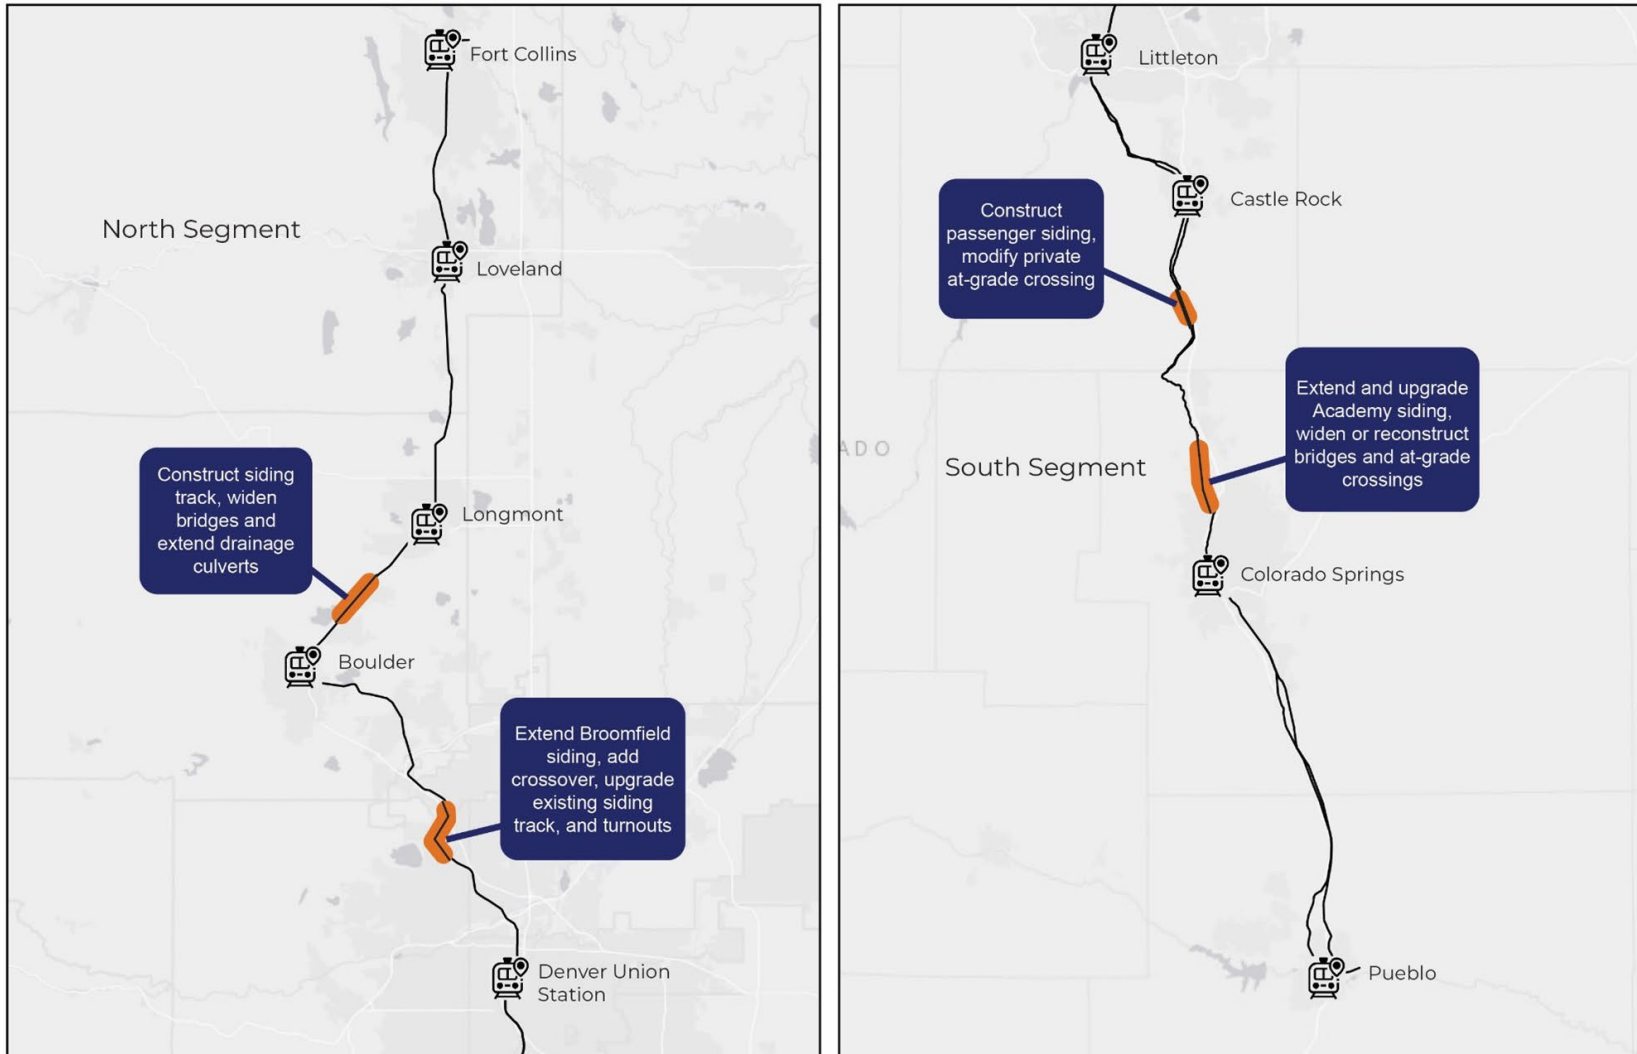 Fort Collins
North Segment
Loveland
Construct siding
track, widen
bridges and
extend drainage
culverts
Longmont
Boulder
Extend Broomfield
siding, add
crossover, upgrade
existing siding
track, and turnouts
Denver Union
Station
Littleton
Castle Rock
Construct
passenger siding,
modify private
at-grade crossing
Extend and upgrade
Academy siding,
widen or reconstruct
bridges and at-grade
crossings
ADO
South Segment
Colorado Springs
Pueblo